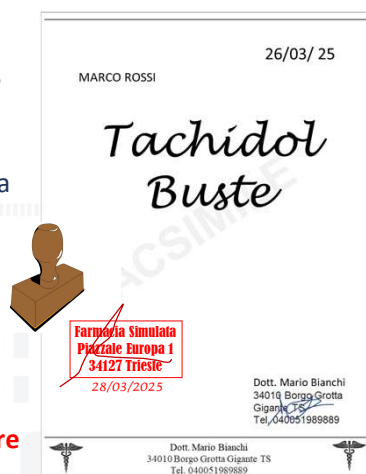 26/03/ 25
MARCO ROSSI
Tachidol
Buste
FACSIMILE
a
Farmacia Simulata
Piazzale Europa 1
34127 Trieste
28/03/2025
Dott. Mario Bianchi
34010 Borgo Grotta
Gigante TS
Tel, 040051989889
re
Dott. Mario Bianchi
34010 Borgo Grotta Gigante TS
Tel. 040051989889